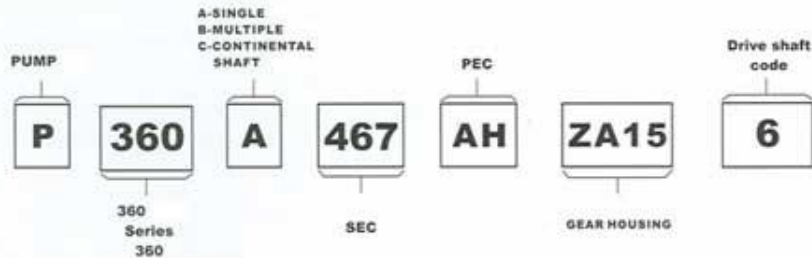 A-SINGLE
B-MULTIPLE
C-CONTINENTAL
SHAFT
PUMP
PEC
Drive shaft
code
P 360 A 467 AH ZA15 6
360
Series
360
SEC
GEAR HOUSING